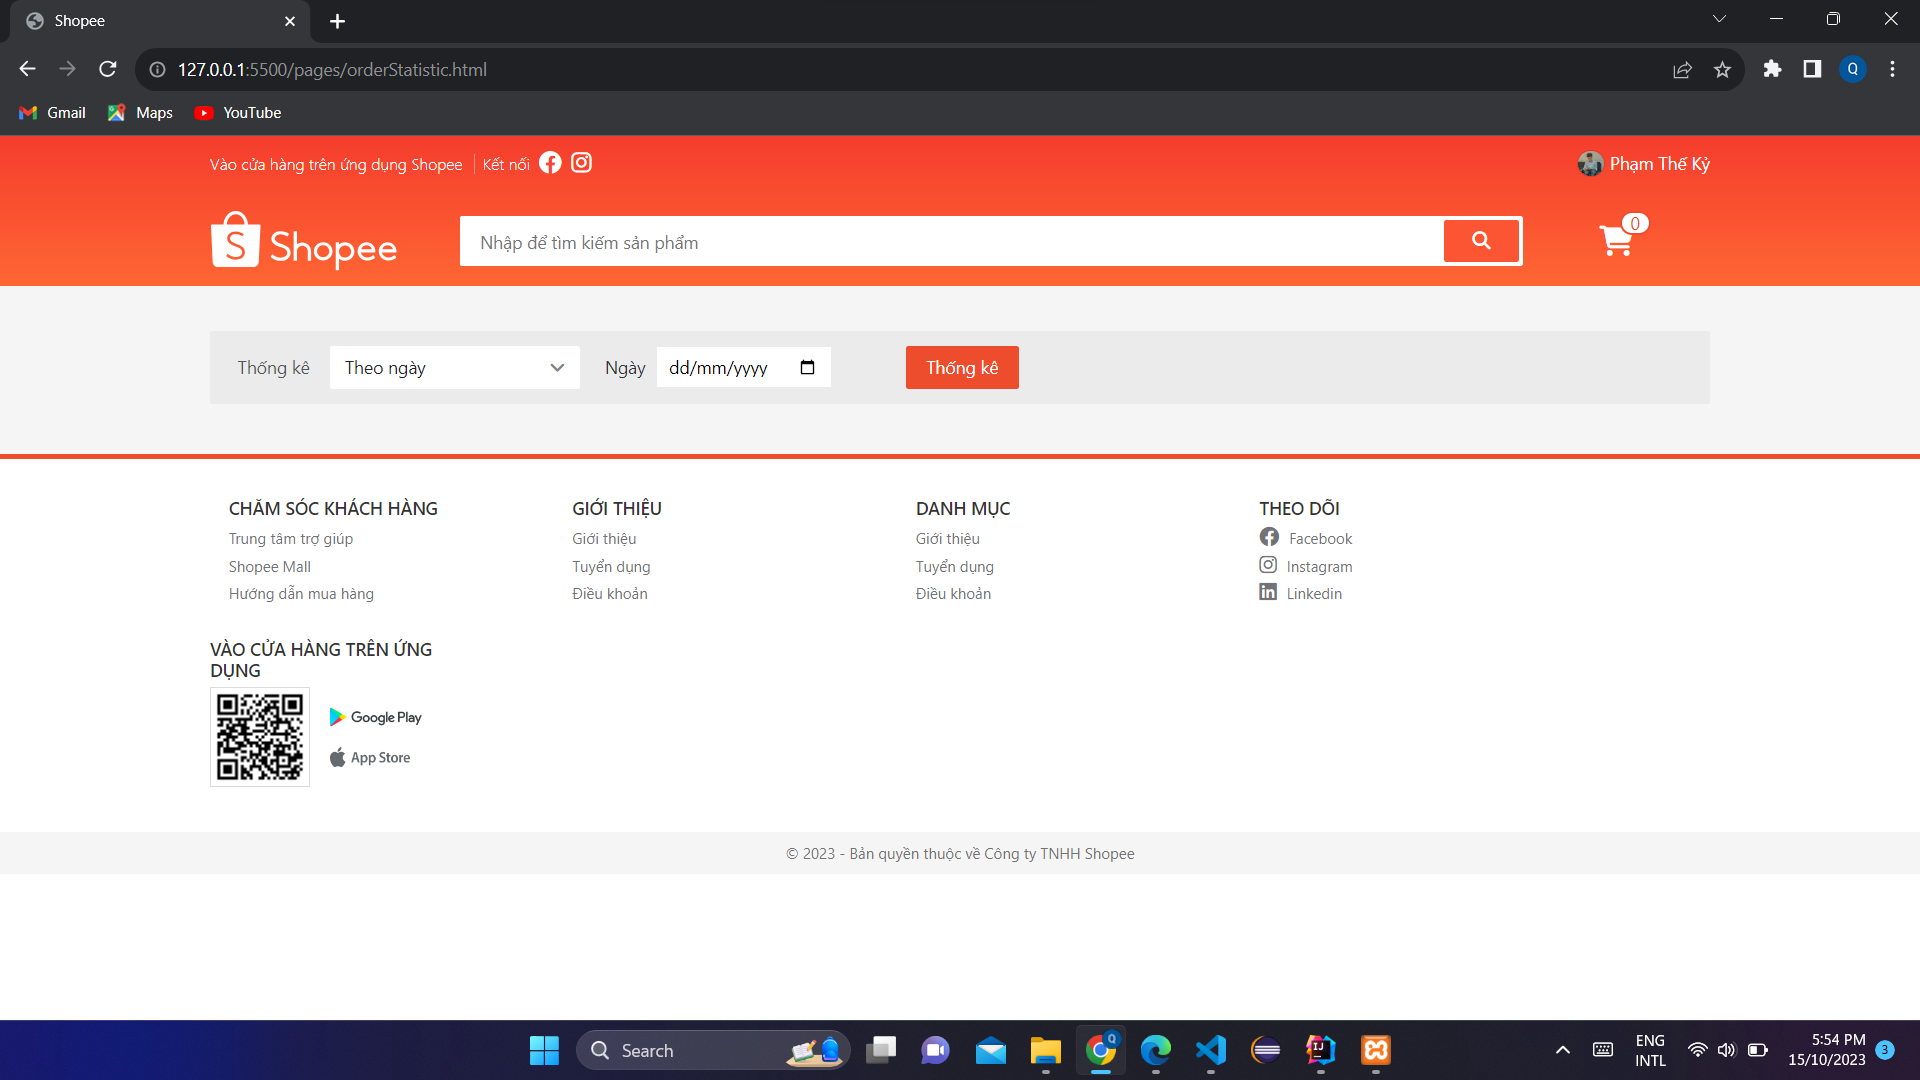 Shopee
127.0.0.1:5500/pages/orderStatistic.html
Q
Gmail
Maps
YouTube
Vào cửa hàng trên ứng dụng Shopee
Kết nối
Phạm Thế Kỷ
S Shopee
Nhập để tìm kiếm sản phẩm
0
Thống kê
Theo ngày
Ngày
dd/mm/yyyy
Thống kê
CHĂM SÓC KHÁCH HÀNG
Trung tâm trợ giúp
Shopee Mall
Hướng dẫn mua hàng
GIỚI THIỆU
Giới thiệu
Tuyển dụng
Điều khoản
DANH MỤC
Giới thiệu
Tuyển dụng
Điều khoản
THEO DÕI
Facebook
Instagram
Linkedin
VÀO CỬA HÀNG TRÊN ỨNG
DỤNG
Google Play
App Store
© 2023 - Bản quyền thuộc về Công ty TNHH Shopee
Search
Q
IJ
ENG
INTL
5:54 PM
15/10/2023
3